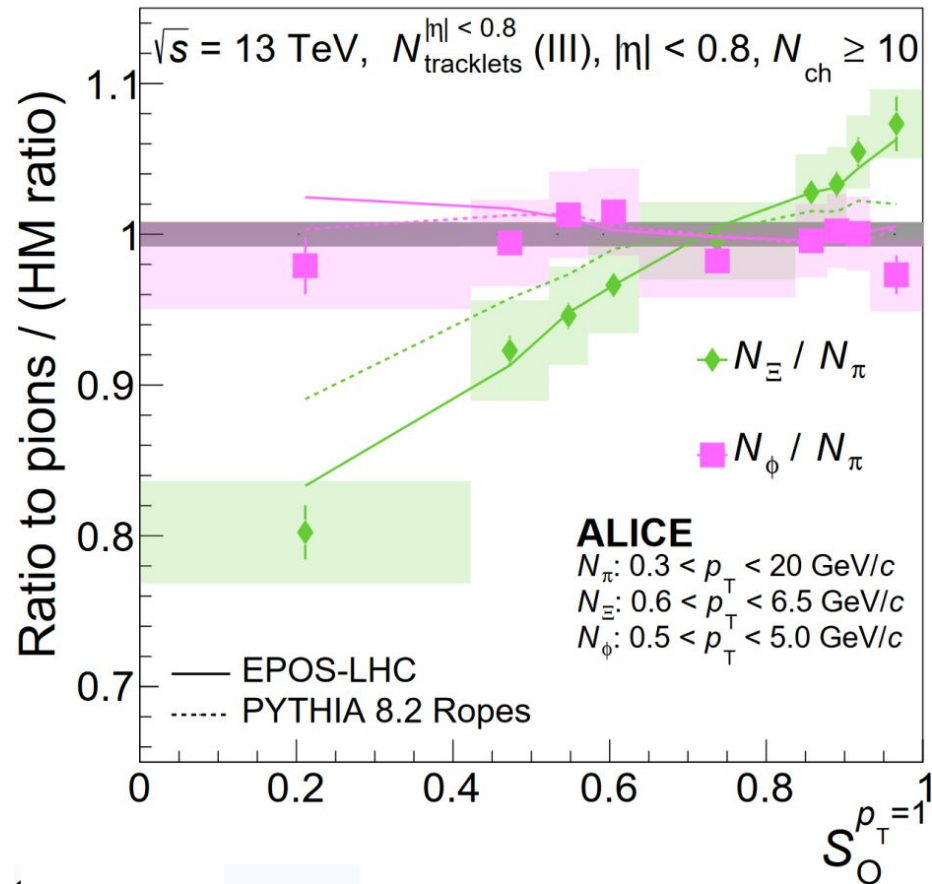 √s = 13 TeV, N_tracklets^|η| < 0.8 (III), |η| < 0.8, N_ch ≥ 10
Ratio to pions / (HM ratio)
1.1
1
0.9
0.8
0.7
N_Ξ / N_π
N_ϕ / N_π
ALICE
N_π: 0.3 < p_T < 20 GeV/c
N_Ξ: 0.6 < p_T < 6.5 GeV/c
N_ϕ: 0.5 < p_T < 5.0 GeV/c
EPOS-LHC
PYTHIA 8.2 Ropes
0 0.2 0.4 0.6 0.8 1
S_O^p_T=1